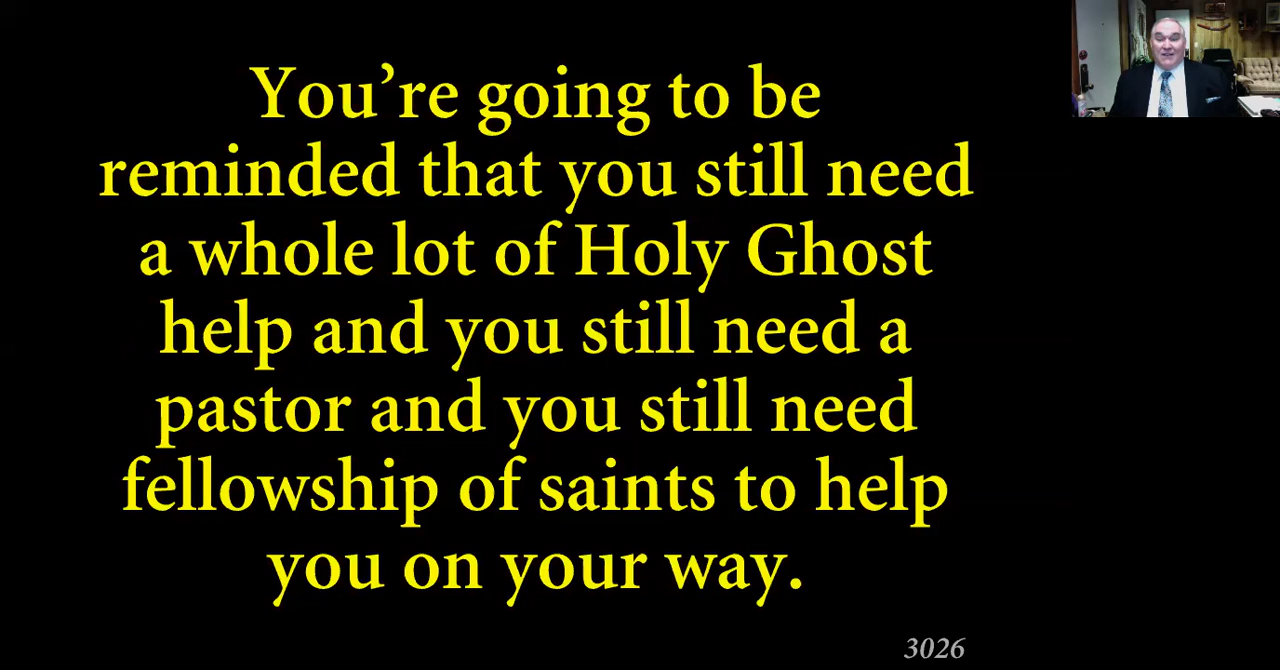 You’re going to be
reminded that you still need
a whole lot of Holy Ghost
help and you still need a
pastor and you still need
fellowship of saints to help
you on your way.
3026